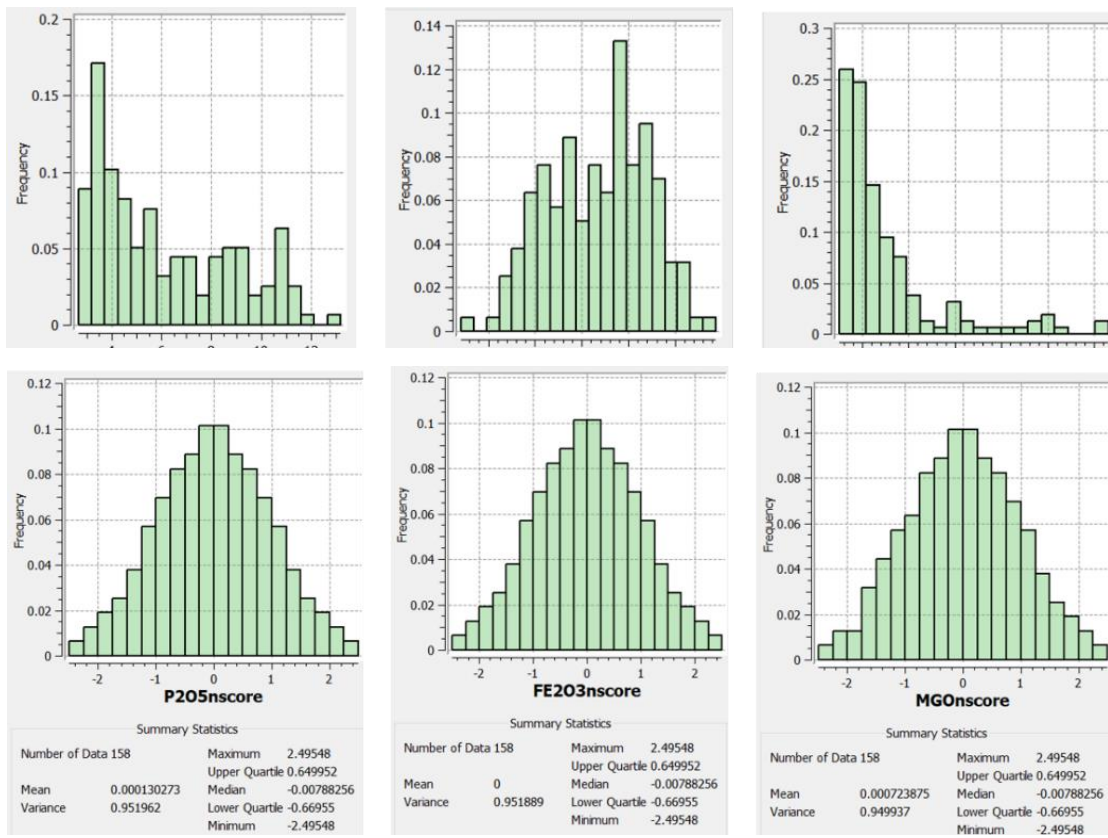 0.2
0.15
0.1
0.05
0
Frequency
0.14
0.12
0.1
0.08
0.06
0.04
0.02
0
Frequency
0.3
0.25
0.2
0.15
0.1
0.05
0
Frequency
0.12
0.1
0.08
0.06
0.04
0.02
0
Frequency
-2 -1 0 1 2
P2O5nscore
Summary Statistics
Number of Data 158 Maximum 2.49548
Upper Quartile 0.649952
Mean 0.000130273 Median -0.00788256
Variance 0.951962 Lower Quartile -0.66955
Minimum -2.49548
0.12
0.1
0.08
0.06
0.04
0.02
0
Frequency
-2 -1 0 1 2
FE2O3nscore
Summary Statistics
Number of Data 158 Maximum 2.49548
Upper Quartile 0.649952
Mean 0 Median -0.00788256
Variance 0.951889 Lower Quartile -0.66955
Minimum -2.49548
0.12
0.1
0.08
0.06
0.04
0.02
0
Frequency
-2 -1 0 1 2
MGOnscore
Summary Statistics
Number of Data 158 Maximum 2.49548
Upper Quartile 0.649952
Mean 0.000723875 Median -0.00788256
Variance 0.949937 Lower Quartile -0.66955
Minimum -2.49548